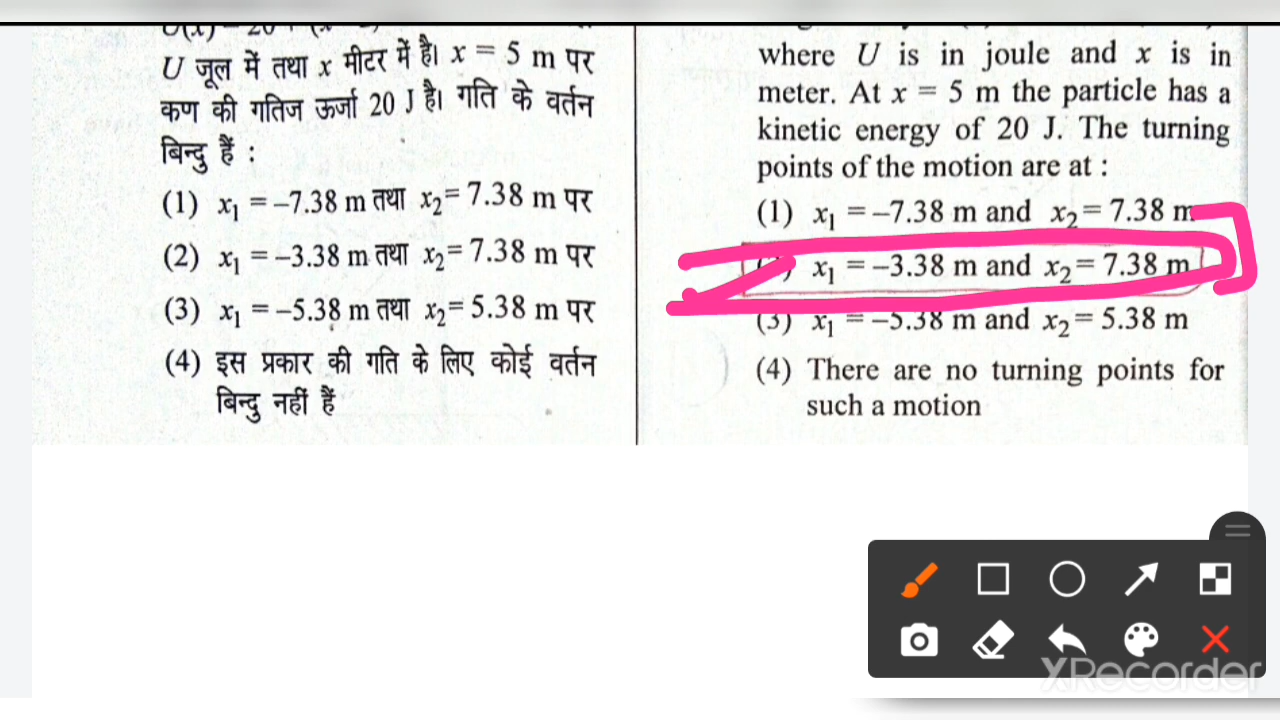 U जूल में तथा x मीटर में है। x = 5 m पर
कण की गतिज ऊर्जा 20 J है। गति के वर्तन
बिन्दु हैं :
(1) x₁ = –7.38 m तथा x₂ = 7.38 m पर
(2) x₁ = –3.38 m तथा x₂ = 7.38 m पर
(3) x₁ = –5.38 m तथा x₂ = 5.38 m पर
(4) इस प्रकार की गति के लिए कोई वर्तन
बिन्दु नहीं हैं
where U is in joule and x is in
meter. At x = 5 m the particle has a
kinetic energy of 20 J. The turning
points of the motion are at :
(1) x₁ = –7.38 m and x₂ = 7.38 m
x₁ = –3.38 m and x₂ = 7.38 m
(3) x₁ = –5.38 m and x₂ = 5.38 m
(4) There are no turning points for
such a motion
XRecorder